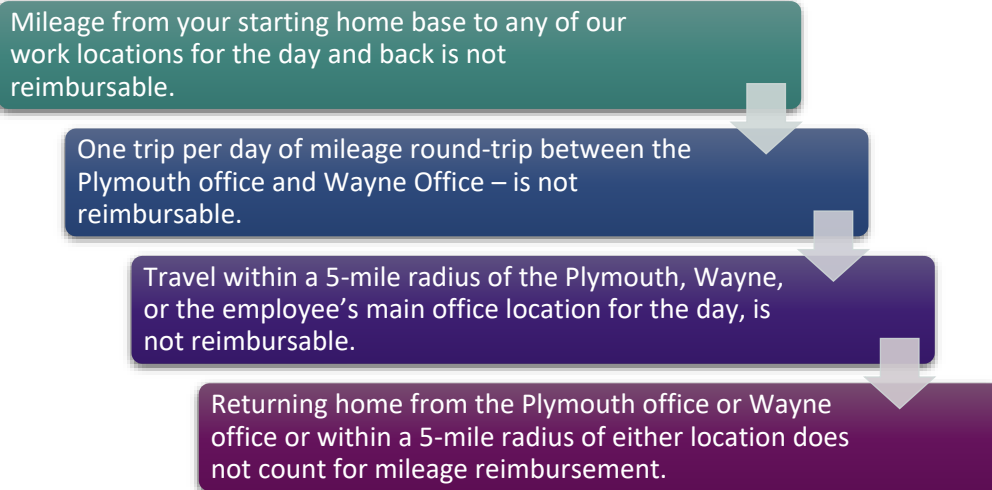 Mileage from your starting home base to any of our
work locations for the day and back is not
reimbursable.
One trip per day of mileage round-trip between the
Plymouth office and Wayne Office – is not
reimbursable.
Travel within a 5-mile radius of the Plymouth, Wayne,
or the employee’s main office location for the day, is
not reimbursable.
Returning home from the Plymouth office or Wayne
office or within a 5-mile radius of either location does
not count for mileage reimbursement.